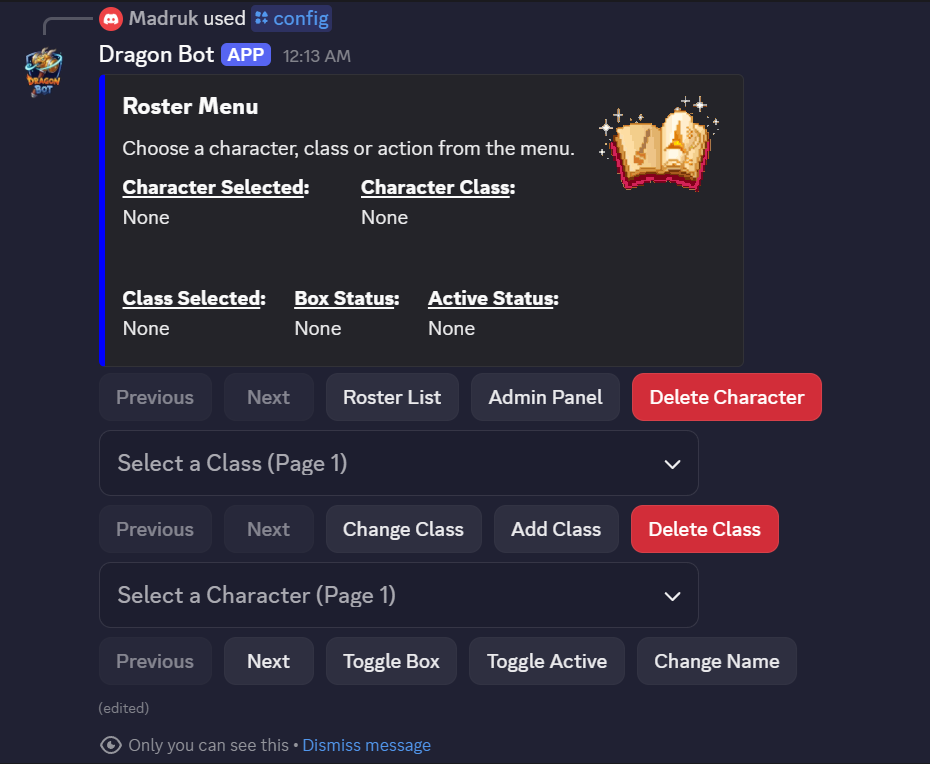 Madruk used config
Dragon Bot APP 12:13 AM
DRAGON
BOT
Roster Menu
Choose a character, class or action from the menu.
Character Selected: Character Class:
None None
Class Selected: Box Status: Active Status:
None None None
Previous Next Roster List Admin Panel Delete Character
Select a Class (Page 1)
Previous Next Change Class Add Class Delete Class
Select a Character (Page 1)
Previous Next Toggle Box Toggle Active Change Name
(edited)
Only you can see this • Dismiss message